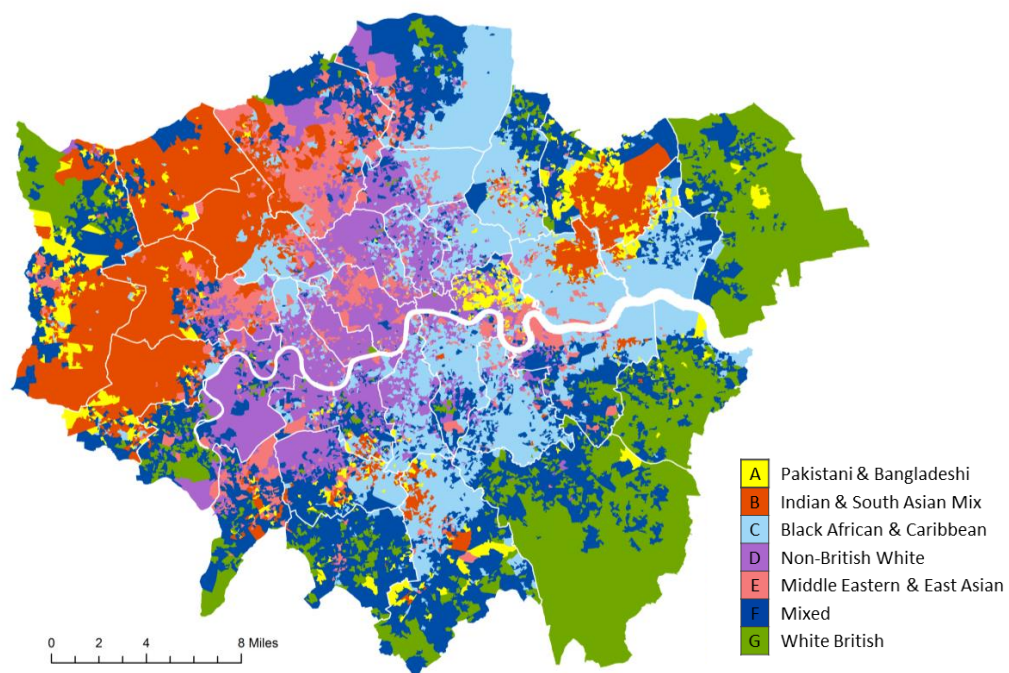 A Pakistani & Bangladeshi
B Indian & South Asian Mix
C Black African & Caribbean
D Non-British White
E Middle Eastern & East Asian
F Mixed
G White British
0 2 4 8 Miles